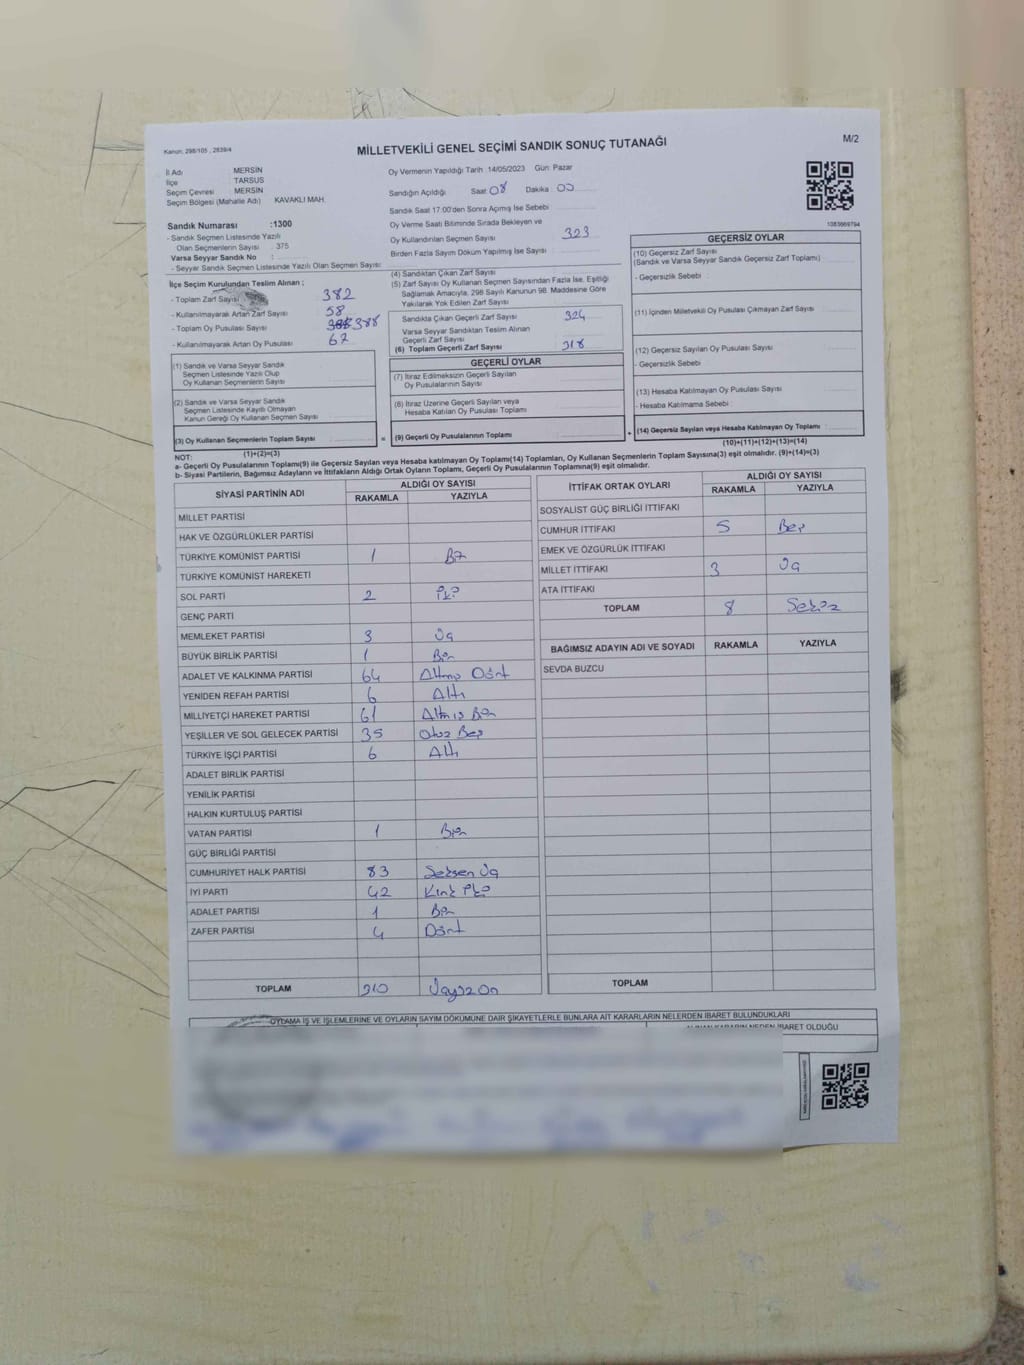 Kanun: 298/105 , 2839/4
MİLLETVEKİLİ GENEL SEÇİMİ SANDIK SONUÇ TUTANAĞI
M/2
İl Adı MERSİN
İlçe TARSUS
Seçim Çevresi MERSİN
Seçim Bölgesi (Mahalle Adı) KAVAKLI MAH.
Sandık Numarası :1300
- Sandık Seçmen Listesinde Yazılı
Olan Seçmenlerin Sayısı : 375
Varsa Seyyar Sandık No :
- Seyyar Sandık Seçmen Listesinde Yazılı Olan Seçmen Sayısı:
İlçe Seçim Kurulundan Teslim Alınan ;
- Toplam Zarf Sayısı 382
- Kullanılmayarak Artan Zarf Sayısı 58
- Toplam Oy Pusulası Sayısı 388
- Kullanılmayarak Artan Oy Pusulası 67
Oy Vermenin Yapıldığı Tarih 14/05/2023 Gün: Pazar
Sandığın Açıldığı Saat 08 Dakika 00
Sandık Saat 17:00'den Sonra Açımış İse Sebebi
Oy Verme Saati Bitiminde Sırada Bekleyen ve
Oy Kullandırılan Seçmen Sayısı 323
Birden Fazla Sayım Döküm Yapılmış İse Sayısı
(4) Sandıktan Çıkan Zarf Sayısı
(5) Zarf Sayısı Oy Kullanan Seçmen Sayısından Fazla İse, Eşitliği
Sağlamak Amacıyla, 298 Sayılı Kanunun 98. Maddesine Göre
Yakılarak Yok Edilen Zarf Sayısı
Sandıkta Çıkan Geçerli Zarf Sayısı 324
Varsa Seyyar Sandıktan Teslim Alınan
Geçerli Zarf Sayısı
(6) Toplam Geçerli Zarf Sayısı 318
1083669794
GEÇERSİZ OYLAR
(10) Geçersiz Zarf Sayısı
(Sandık ve Varsa Seyyar Sandık Geçersiz Zarf Toplamı)
- Geçersizlik Sebebi :
(11) İçinden Milletvekili Oy Pusulası Çıkmayan Zarf Sayısı
(12) Geçersiz Sayılan Oy Pusulası Sayısı
- Geçersizlik Sebebi :
(13) Hesaba Katılmayan Oy Pusulası Sayısı
- Hesaba Katılmama Sebebi :
(14) Geçersiz Sayılan veya Hesaba Katılmayan Oy Toplamı :
(10)+(11)+(12)+(13)=(14)
(1) Sandık ve Varsa Seyyar Sandık
Seçmen Listesinde Yazılı Olup
Oy Kullanan Seçmenlerin Sayısı
(2) Sandık ve Varsa Seyyar Sandık
Seçmen Listesinde Kayıtlı Olmayan
Kanun Gereği Oy Kullanan Seçmen Sayısı
(3) Oy Kullanan Seçmenlerin Toplam Sayısı
=
(1)+(2)=(3)
GEÇERLİ OYLAR
(7) İtiraz Edilmeksizin Geçerli Sayılan
Oy Pusulalarının Sayısı
(8) İtiraz Üzerine Geçerli Sayılan veya
Hesaba Katılan Oy Pusulası Toplamı
(9) Geçerli Oy Pusulalarının Toplamı
+
NOT:
a- Geçerli Oy Pusulalarının Toplamı(9) ile Geçersiz Sayılan veya Hesaba katılmayan Oy Toplamı(14) Toplamları, Oy Kullanan Seçmenlerin Toplam Sayısına(3) eşit olmalıdır. (9)+(14)=(3)
b- Siyasi Partilerin, Bağımsız Adayların ve İttifakların Aldığı Ortak Oyların Toplamı, Geçerli Oy Pusulalarının Toplamına(9) eşit olmalıdır.
SİYASİ PARTİNİN ADI ALDIĞI OY SAYISI
RAKAMLA YAZIYLA
MİLLET PARTİSİ
HAK VE ÖZGÜRLÜKLER PARTİSİ
TÜRKİYE KOMÜNİST PARTİSİ 1 Bir
TÜRKİYE KOMÜNİST HAREKETİ
SOL PARTİ 2 İki
GENÇ PARTİ
MEMLEKET PARTİSİ 3 Üç
BÜYÜK BİRLİK PARTİSİ 1 Bir
ADALET VE KALKINMA PARTİSİ 64 Altmış Dört
YENİDEN REFAH PARTİSİ 6 Altı
MİLLİYETÇİ HAREKET PARTİSİ 61 Altmış Bir
YEŞİLLER VE SOL GELECEK PARTİSİ 35 Otuz Beş
TÜRKİYE İŞÇİ PARTİSİ 6 Altı
ADALET BİRLİK PARTİSİ
YENİLİK PARTİSİ
HALKIN KURTULUŞ PARTİSİ
VATAN PARTİSİ 1 Bir
GÜÇ BİRLİĞİ PARTİSİ
CUMHURİYET HALK PARTİSİ 83 Seksen Üç
İYİ PARTİ 42 Kırk İki
ADALET PARTİSİ 1 Bir
ZAFER PARTİSİ 4 Dört
TOPLAM 310 Üçyüz On
İTTİFAK ORTAK OYLARI ALDIĞI OY SAYISI
RAKAMLA YAZIYLA
SOSYALİST GÜÇ BİRLİĞİ İTTİFAKI
CUMHUR İTTİFAKI 5 Beş
EMEK VE ÖZGÜRLÜK İTTİFAKI
MİLLET İTTİFAKI 3 Üç
ATA İTTİFAKI
TOPLAM 8 Sekiz
BAĞIMSIZ ADAYIN ADI VE SOYADI RAKAMLA YAZIYLA
SEVDA BUZCU
TOPLAM
OYLAMA İŞ VE İŞLEMLERİNE VE OYLARIN SAYIM DÖKÜMÜNE DAİR ŞİKAYETLERLE BUNLARA AİT KARARLARIN NELERDEN İBARET BULUNDUKLARI
ALINAN KARARIN NEDEN İBARET OLDUĞU